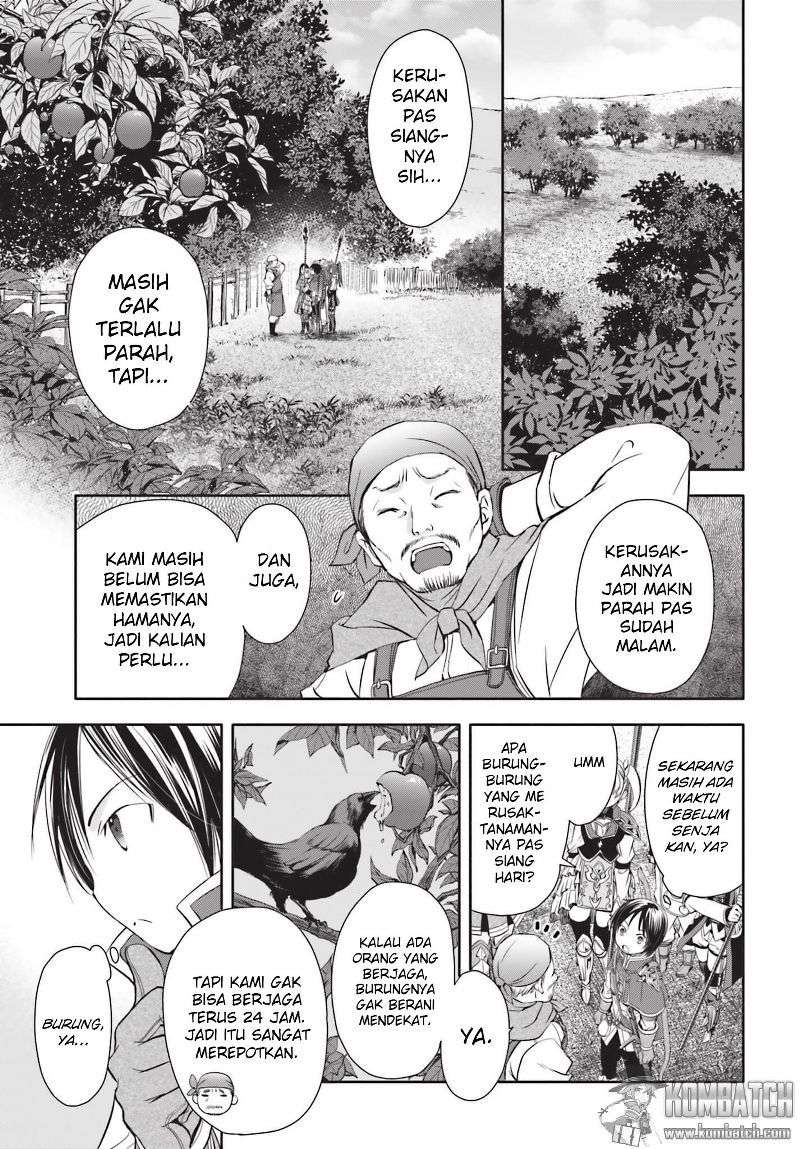 KERU-
SAKAN
PAS
SIANG-
NYA
SIH...
MASIH
GAK
TERLALU
PARAH,
TAPI...
KERUSAK-
ANNYA
JADI MAKIN
PARAH PAS
SUDAH
MALAM.
DAN
JUGA,
KAMI MASIH
BELUM BISA
MEMASTIKAN
HAMANYA,
JADI KALIAN
PERLU...
SEKARANG
MASIH ADA
WAKTU
SEBELUM
SENJA
KAN, YA?
UMM
APA
BURUNG-
BURUNG
YANG ME
RUSAK-
TANAMAN-
NYA PAS
SIANG
HARI?
YA.
KALAU ADA
ORANG YANG
BERJAGA,
BURUNGNYA
GAK BERANI
MENDEKAT.
TAPI KAMI GAK
BISA BERJAGA
TERUS 24 JAM.
JADI ITU SANGAT
MEREPOTKAN.
BURUNG,
YA...
KOMBATCH
www.kombatch.com